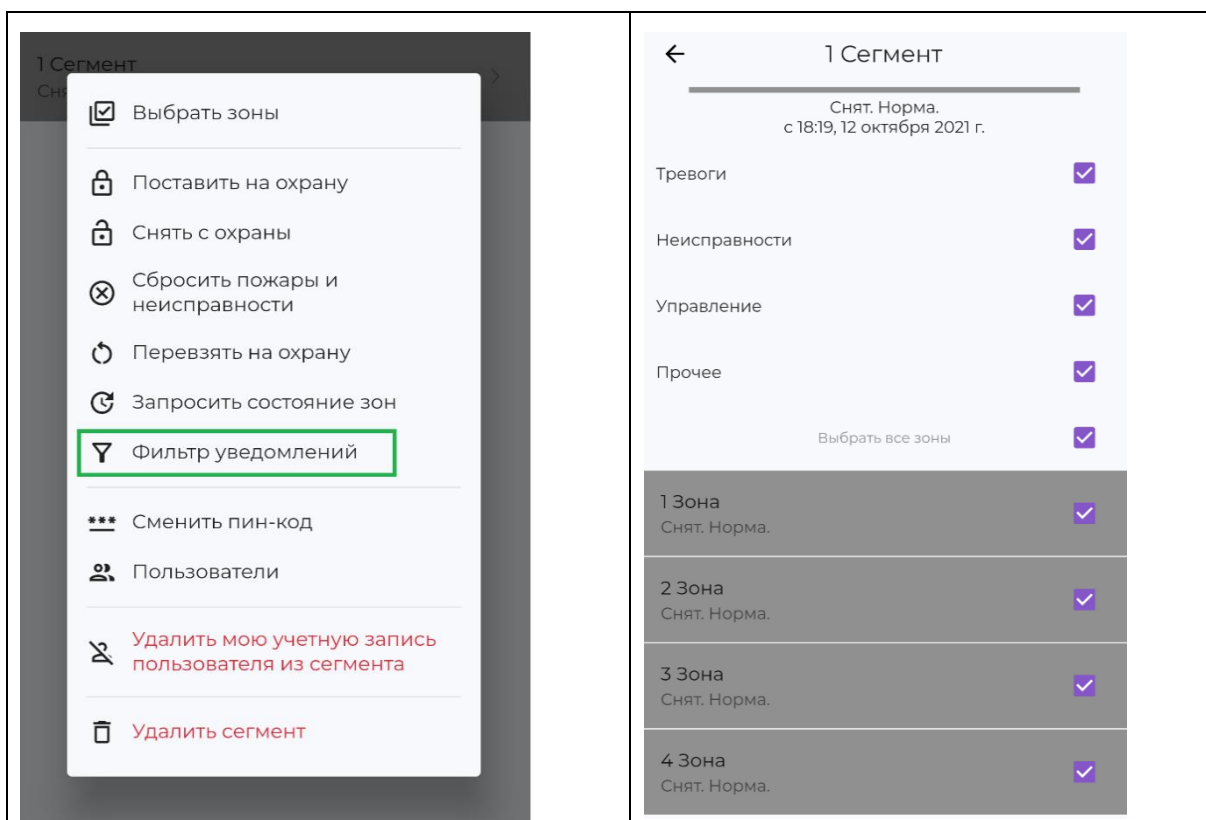 1 Сегмент
Сня
Выбрать зоны
Поставить на охрану
Снять с охраны
Сбросить пожары и
неисправности
Перевзять на охрану
Запросить состояние зон
Фильтр уведомлений
Сменить пин-код
Пользователи
Удалить мою учетную запись
пользователя из сегмента
Удалить сегмент
1 Сегмент
Снят. Норма.
с 18:19, 12 октября 2021 г.
Тревоги
Неисправности
Управление
Прочее
Выбрать все зоны
1 Зона
Снят. Норма.
2 Зона
Снят. Норма.
3 Зона
Снят. Норма.
4 Зона
Снят. Норма.